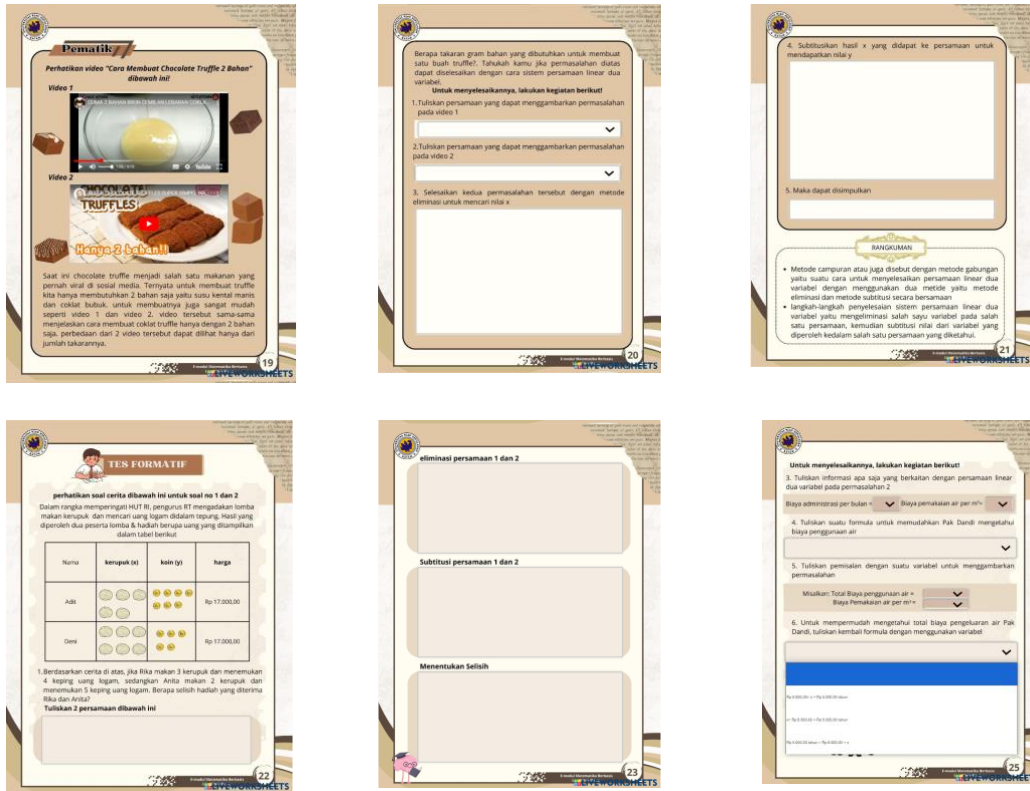 Pematik
Perhatikan video "Cara Membuat Chocolate Truffle 2 Bahan"
dibawah ini!
Video 1
Video 2
TRUFFLES
Hanya 2 bahan!!
Saat ini chocolate truffle menjadi salah satu makanan yang
pernah viral di sosial media. Ternyata untuk membuat truffle
kita hanya membutuhkan 2 bahan saja yaitu susu kental manis
dan coklat bubuk, untuk membuatnya juga sangat mudah
seperti video 1 dan video 2. video tersebut sama-sama
menjelaskan cara membuat coklat truffle hanya dengan 2 bahan
saja, perbedaan dari 2 video tersebut dapat dilihat hanya dari
jumlah takarannya.
19
LIVEWORKSHEETS
Berapa takaran gram bahan yang dibutuhkan untuk membuat
satu buah truffle?. Tahukah kamu jika permasalahan diatas
dapat diselesaikan dengan cara sistem persamaan linear dua
variabel.
Untuk menyelesaikannya, lakukan kegiatan berikut!
1.Tuliskan persamaan yang dapat menggambarkan permasalahan
pada video 1
2.Tuliskan persamaan yang dapat menggambarkan permasalahan
pada video 2
3. Selesaikan kedua permasalahan tersebut dengan metode
eliminasi untuk mencari nilai x
20
LIVEWORKSHEETS
4. Subtitusikan hasil x yang didapat ke persamaan untuk
mendapatkan nilai y
5. Maka dapat disimpulkan
RANGKUMAN
• Metode campuran atau juga disebut dengan metode gabungan
yaitu suatu cara untuk menyelesaikan persamaan linear dua
variabel dengan menggunakan dua metide yaitu metode
eliminasi dan metode subtitusi secara bersamaan
• langkah-langkah penyelesaian sistem persamaan linear dua
variabel yaitu mengeliminasi salah sayu variabel pada salah
satu persamaan, kemudian subtitusi nilai dari variabel yang
diperoleh kedalam salah satu persamaan yang diketahui.
21
LIVEWORKSHEETS
TES FORMATIF
perhatikan soal cerita dibawah ini untuk soal no 1 dan 2
Dalam rangka memperingati HUT RI, pengurus RT mengadakan lomba
makan kerupuk dan mencari uang logam didalam tepung. Hasil yang
diperoleh dua peserta lomba & hadiah berupa uang yang ditampilkan
dalam tabel berikut
Nama kerupuk (x) koin (y) harga
Adit Rp 17.000,00
Deni Rp 17.000,00
1.Berdasarkan cerita di atas, jika Rika makan 3 kerupuk dan menemukan
4 keping uang logam, sedangkan Anita makan 2 kerupuk dan
menemukan 5 keping uang logam. Berapa selisih hadiah yang diterima
Rika dan Anita?
Tuliskan 2 persamaan dibawah ini
22
LIVEWORKSHEETS
eliminasi persamaan 1 dan 2
Subtitusi persamaan 1 dan 2
Menentukan Selisih
23
LIVEWORKSHEETS
Untuk menyelesaikannya, lakukan kegiatan berikut!
3. Tuliskan informasi apa saja yang berkaitan dengan persamaan linear
dua variabel pada permasalahan 2
Biaya administrasi per bulan = Biaya pemakaian air per m³=
4. Tuliskan suatu formula untuk memudahkan Pak Dandi mengetahui
biaya penggunaan air
5. Tuliskan pemisalan dengan suatu variabel untuk menggambarkan
permasalahan
Misalkan: Total Biaya penggunaan air =
Biaya Pemakaian air per m³ =
6. Untuk mempermudah mengetahui total biaya pengeluaran air Pak
Dandi, tuliskan kembali formula dengan menggunakan variabel
25
LIVEWORKSHEETS